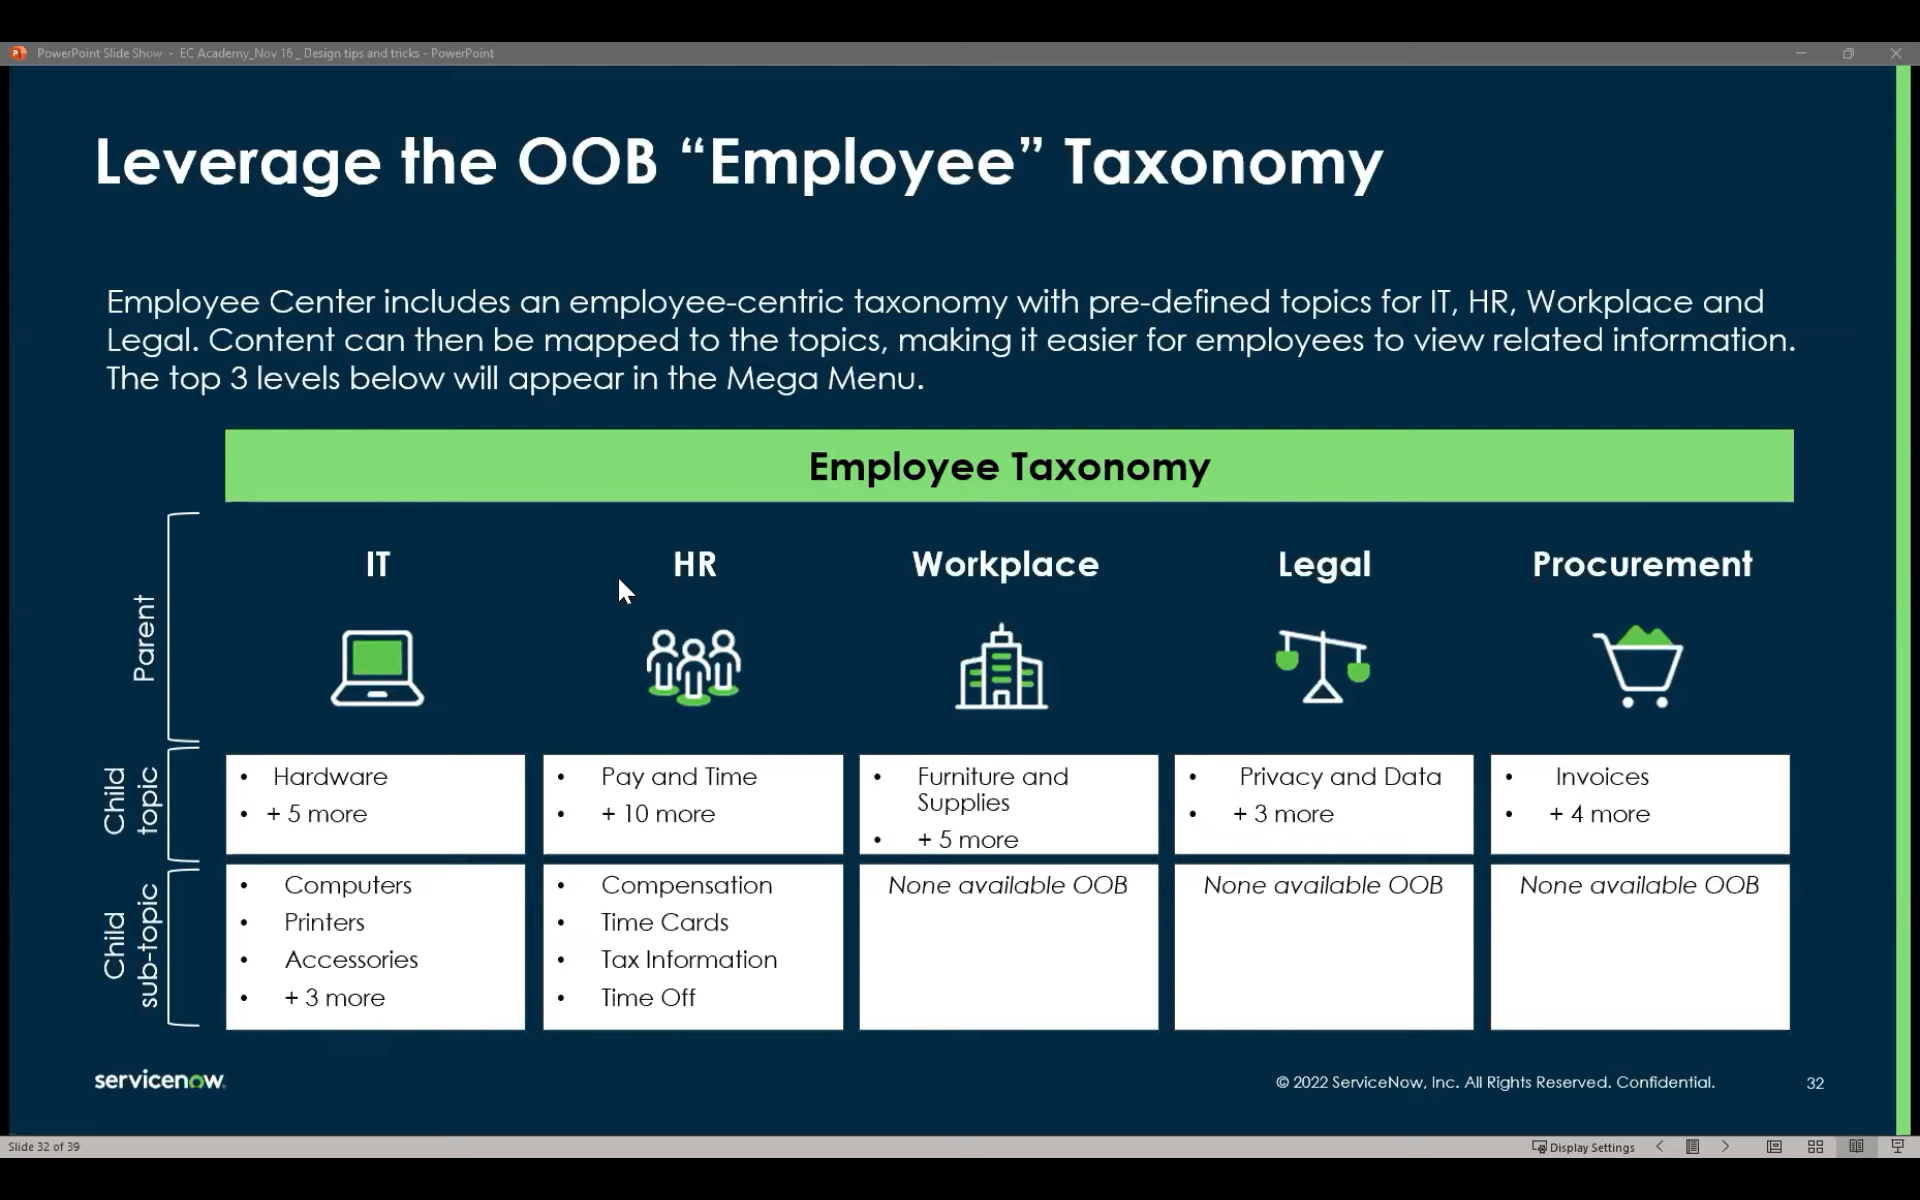 PowerPoint Slide Show - EC Academy_Nov 16 _ Design tips and tricks - PowerPoint
Leverage the OOB “Employee” Taxonomy
Employee Center includes an employee-centric taxonomy with pre-defined topics for IT, HR, Workplace and
Legal. Content can then be mapped to the topics, making it easier for employees to view related information.
The top 3 levels below will appear in the Mega Menu.
Employee Taxonomy
Parent
IT
HR
Workplace
Legal
Procurement
Child
topic
• Hardware
• + 5 more
• Pay and Time
• + 10 more
• Furniture and
Supplies
• + 5 more
• Privacy and Data
• + 3 more
• Invoices
• + 4 more
Child
sub-topic
• Computers
• Printers
• Accessories
• + 3 more
• Compensation
• Time Cards
• Tax Information
• Time Off
None available OOB
None available OOB
None available OOB
servicenow.
© 2022 ServiceNow, Inc. All Rights Reserved. Confidential.
32
Slide 32 of 39
Display Settings